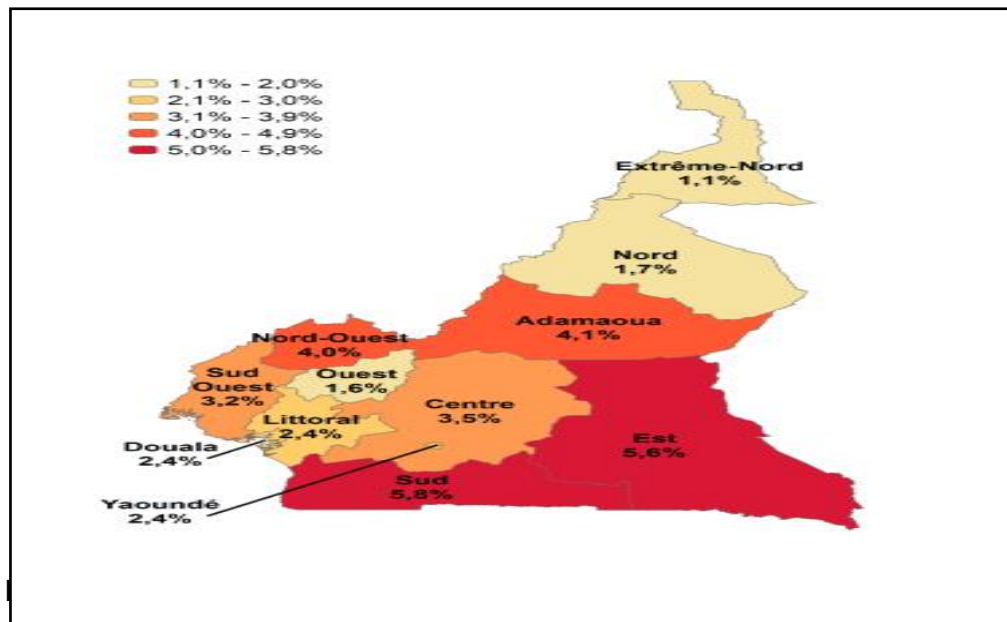 1,1% - 2,0%
2,1% - 3,0%
3,1% - 3,9%
4,0% - 4,9%
5,0% - 5,8%
Extrême-Nord
1,1%
Nord
1,7%
Adamaoua
4,1%
Nord-Ouest
4,0%
Ouest
1,6%
Sud
Ouest
3,2%
Centre
3,5%
Littoral
2,4%
Douala
2,4%
Est
5,6%
Sud
5,8%
Yaoundé
2,4%